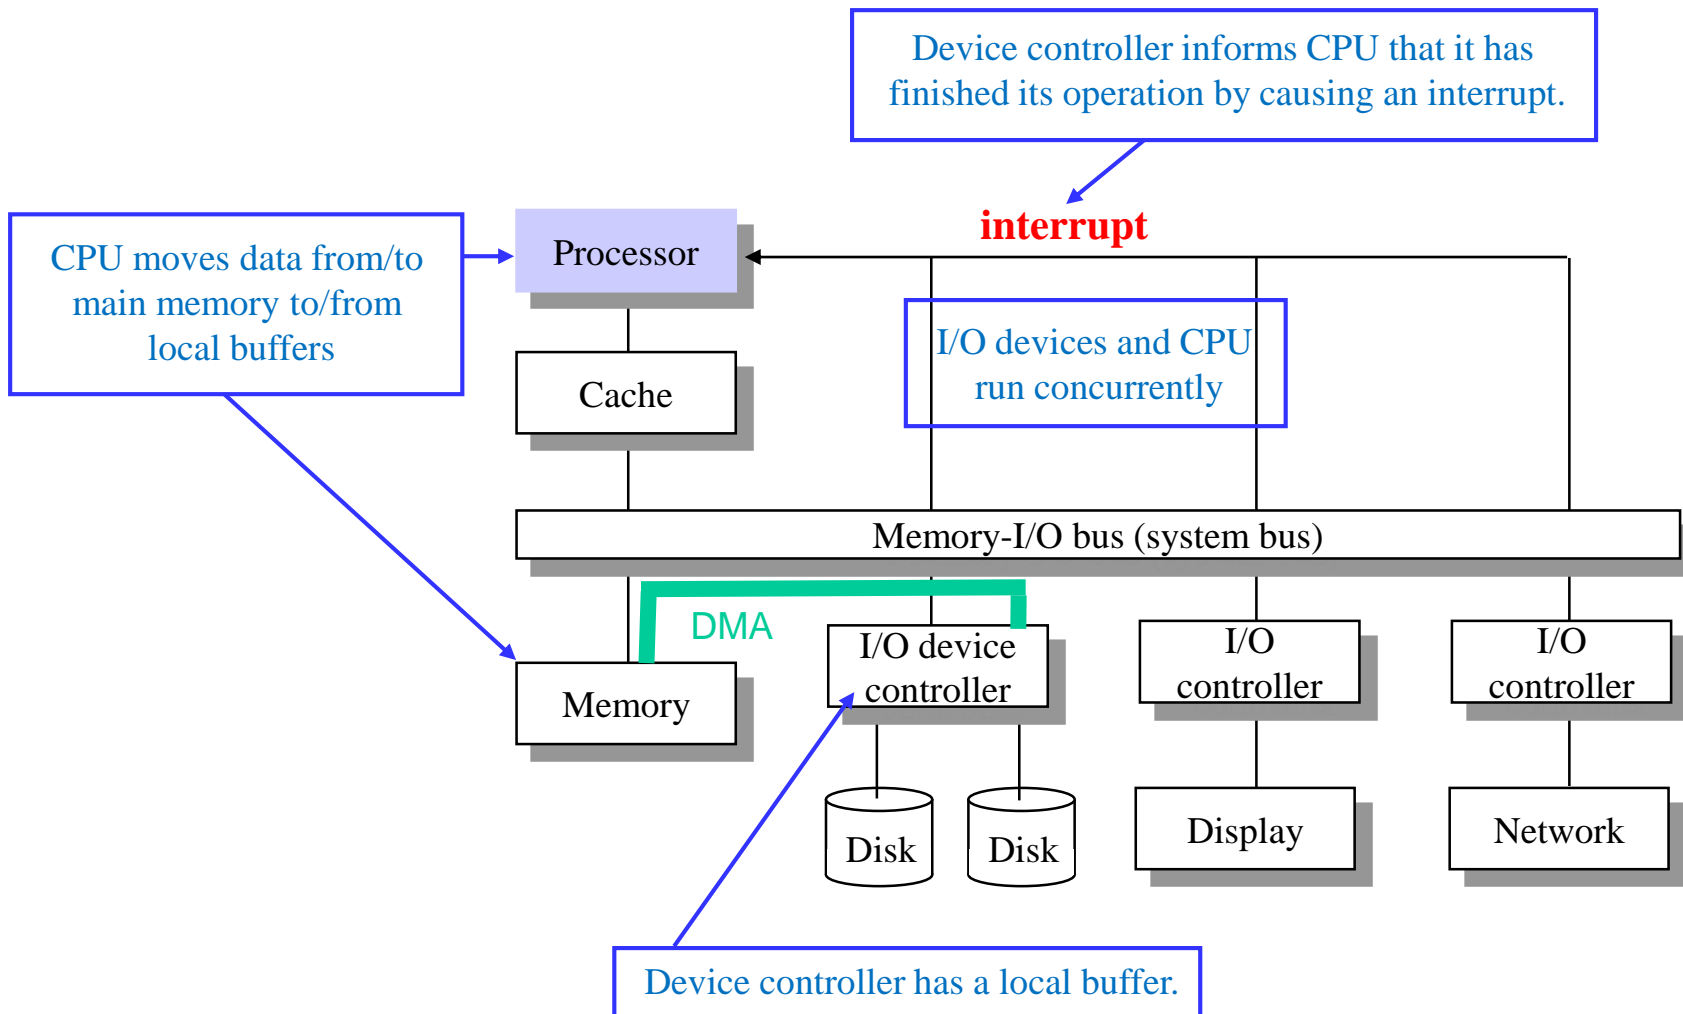 Device controller informs CPU that it has
finished its operation by causing an interrupt.
interrupt
CPU moves data from/to
main memory to/from
local buffers
Processor
I/O devices and CPU
run concurrently
Cache
Memory-I/O bus (system bus)
DMA
I/O device
controller
I/O
controller
I/O
controller
Memory
Disk
Disk
Display
Network
Device controller has a local buffer.